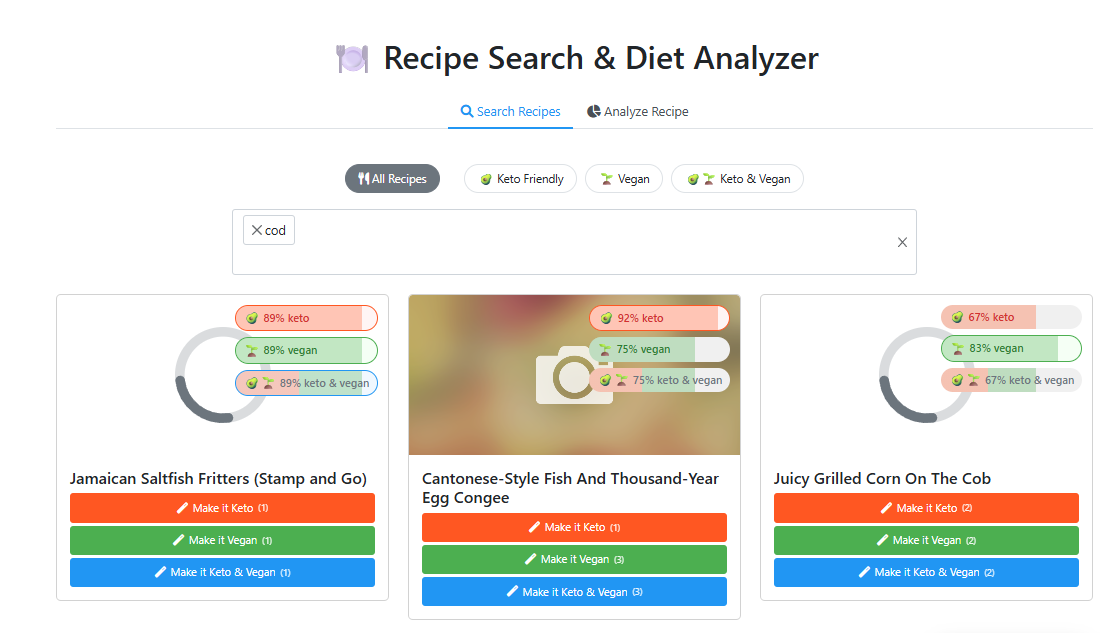 Recipe Search & Diet Analyzer
Search Recipes
Analyze Recipe
All Recipes
Keto Friendly
Vegan
Keto & Vegan
cod
89% keto
89% vegan
89% keto & vegan
Jamaican Saltfish Fritters (Stamp and Go)
Make it Keto (1)
Make it Vegan (1)
Make it Keto & Vegan (1)
92% keto
75% vegan
75% keto & vegan
Cantonese-Style Fish And Thousand-Year
Egg Congee
Make it Keto (1)
Make it Vegan (3)
Make it Keto & Vegan (3)
67% keto
83% vegan
67% keto & vegan
Juicy Grilled Corn On The Cob
Make it Keto (2)
Make it Vegan (2)
Make it Keto & Vegan (2)